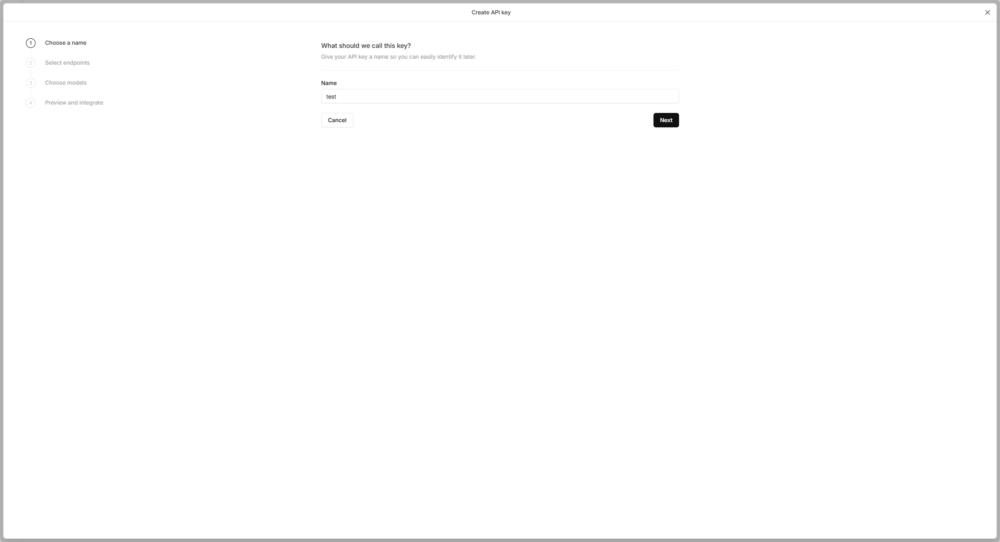 Create API key
1 Choose a name
2 Select endpoints
3 Choose models
4 Preview and integrate
What should we call this key?
Give your API key a name so you can easily identify it later.
Name
test
Cancel
Next